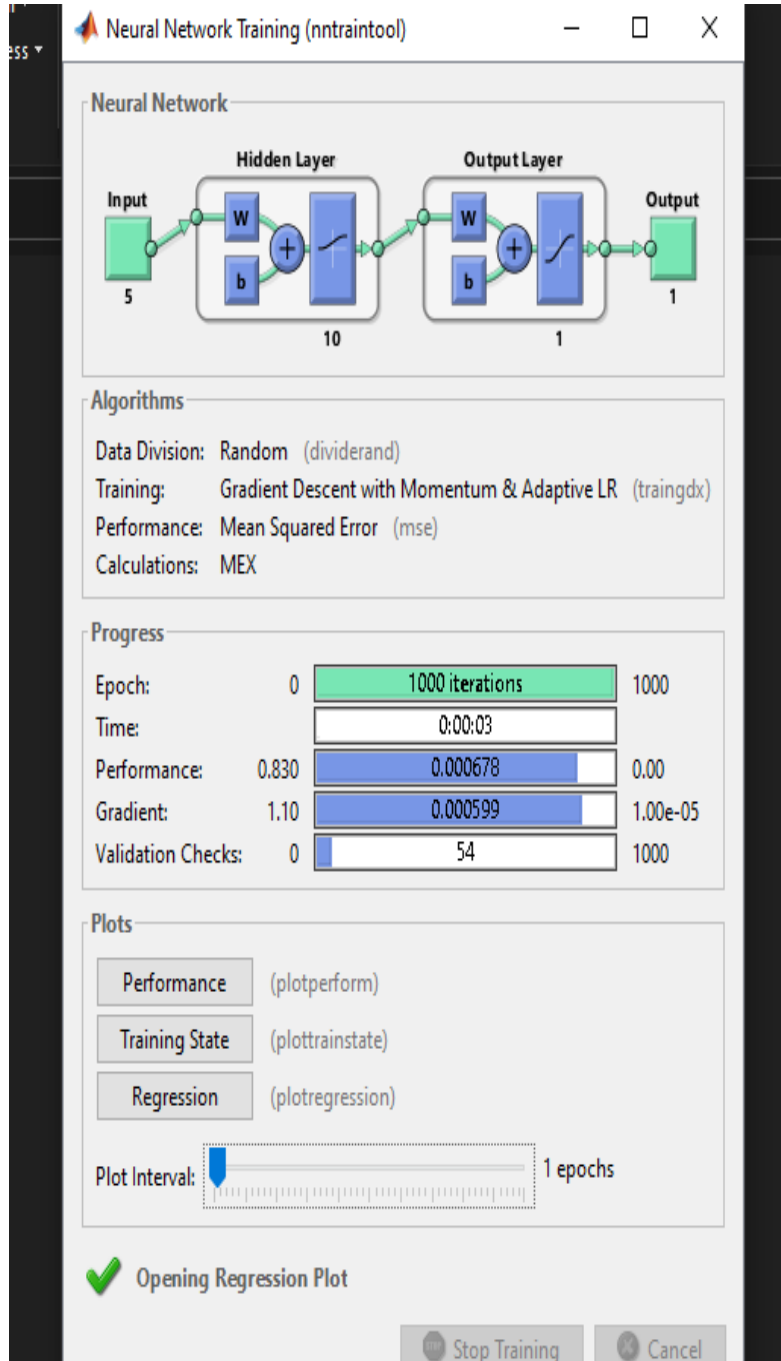 ess
Neural Network Training (nntraintool)
Neural Network
Hidden Layer
Output Layer
Input
W
W
Output
+
+
b
b
5
1
10
1
Algorithms
Data Division: Random (dividerand)
Training: Gradient Descent with Momentum & Adaptive LR (traingdx)
Performance: Mean Squared Error (mse)
Calculations: MEX
Progress
Epoch: 0 1000 iterations 1000
Time: 0:00:03
Performance: 0.830 0.000678 0.00
Gradient: 1.10 0.000599 1.00e-05
Validation Checks: 0 54 1000
Plots
Performance (plotperform)
Training State (plottrainstate)
Regression (plotregression)
Plot Interval: 1 epochs
Opening Regression Plot
Stop Training Cancel